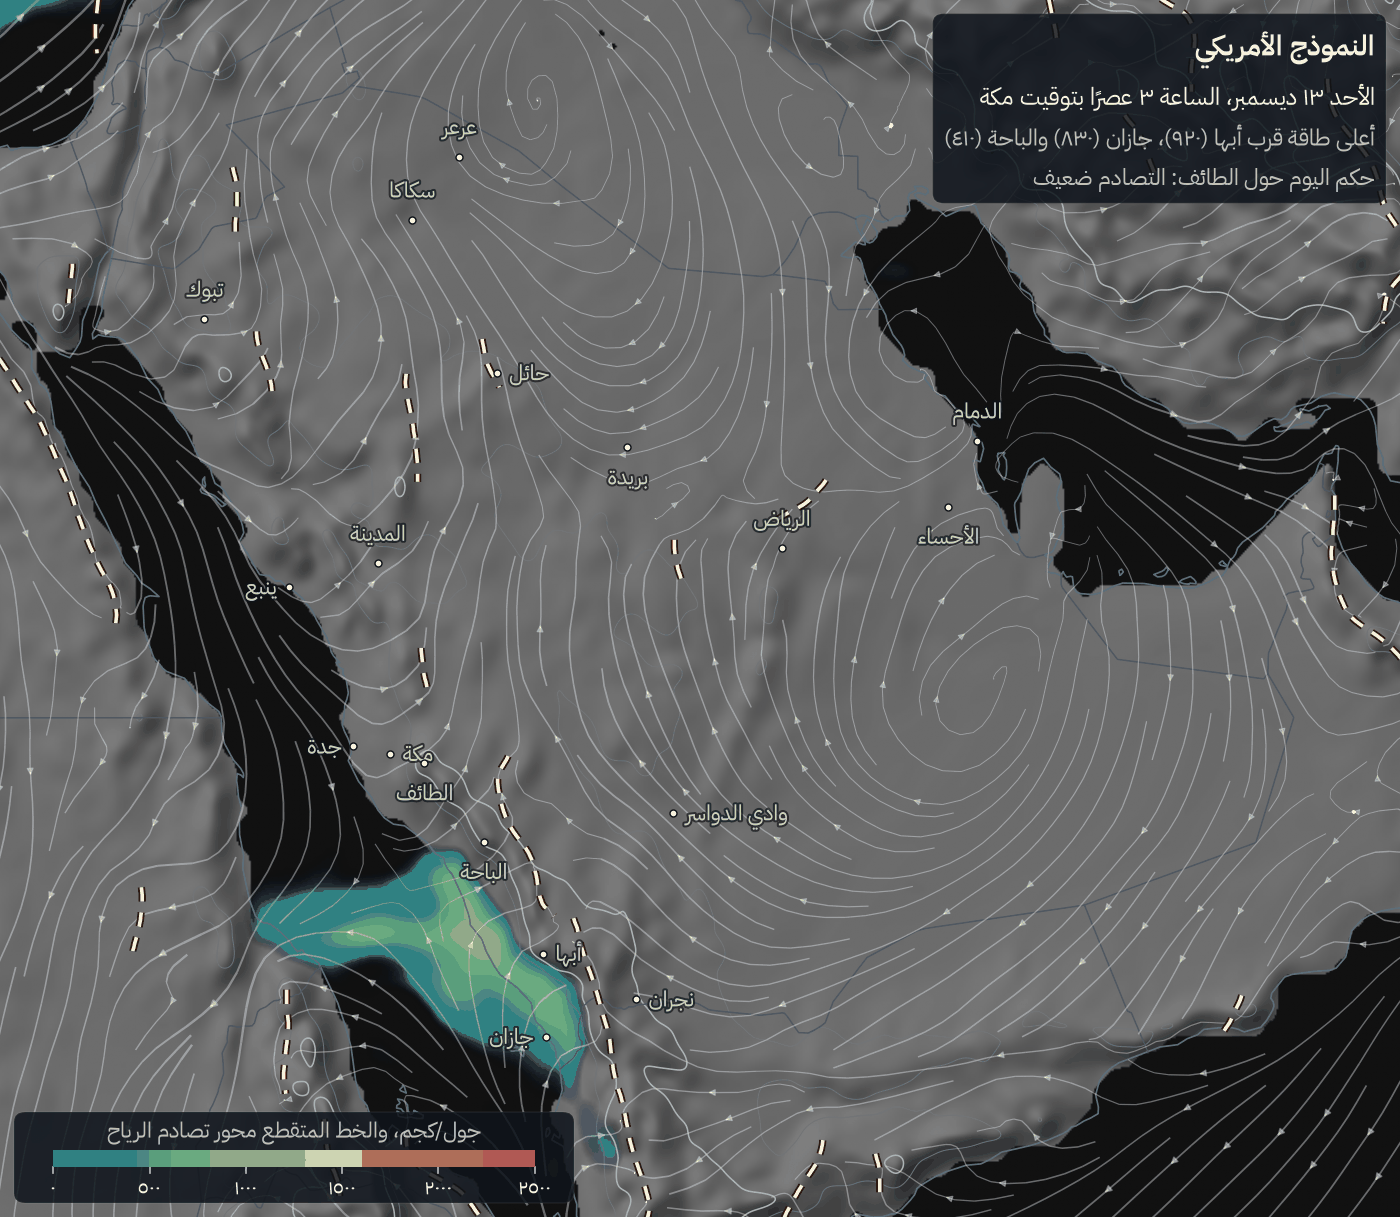 النموذج الأمريكي
الأحد ١٣ ديسمبر، الساعة ٣ عصرًا بتوقيت مكة
أعلى طاقة قرب أبها (٩٢٠)، جازان (٨٣٠) والباحة (٤١٠)
حكم اليوم حول الطائف: التصادم ضعيف
عرعر
سكاكا
تبوك
حائل
الدمام
بريدة
الرياض
الأحساء
المدينة
ينبع
جدة
مكة
الطائف
وادي الدواسر
الباحة
أبها
نجران
جازان
جول/كجم، والخط المتقطع محور تصادم الرياح
٠ ٥٠٠ ١٠٠٠ ١٥٠٠ ٢٠٠٠ ٢٥٠٠